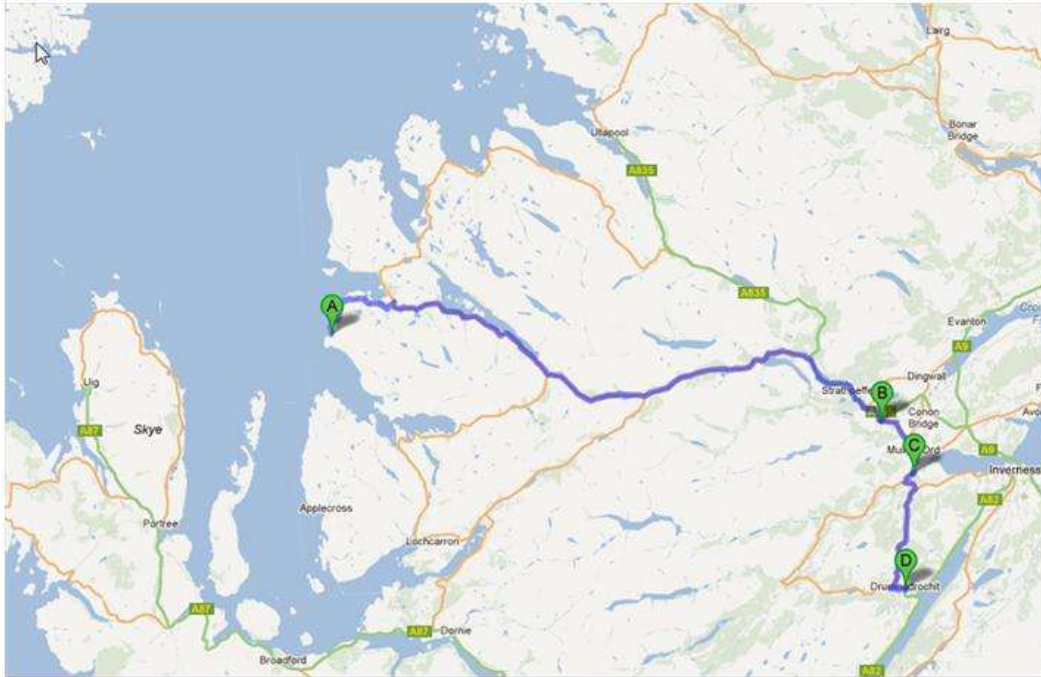 Lairg
Bonar
Bridge
Ullapool
A835
A835
Evanton
A
A9
Uig
Dingwall
B
Conon
Bridge
A87
Skye
C
A9
Inverness
Applecross
A82
Portree
Lochcarron
D
Drumnadrochit
A87
A87
Dornie
Broadford
A82